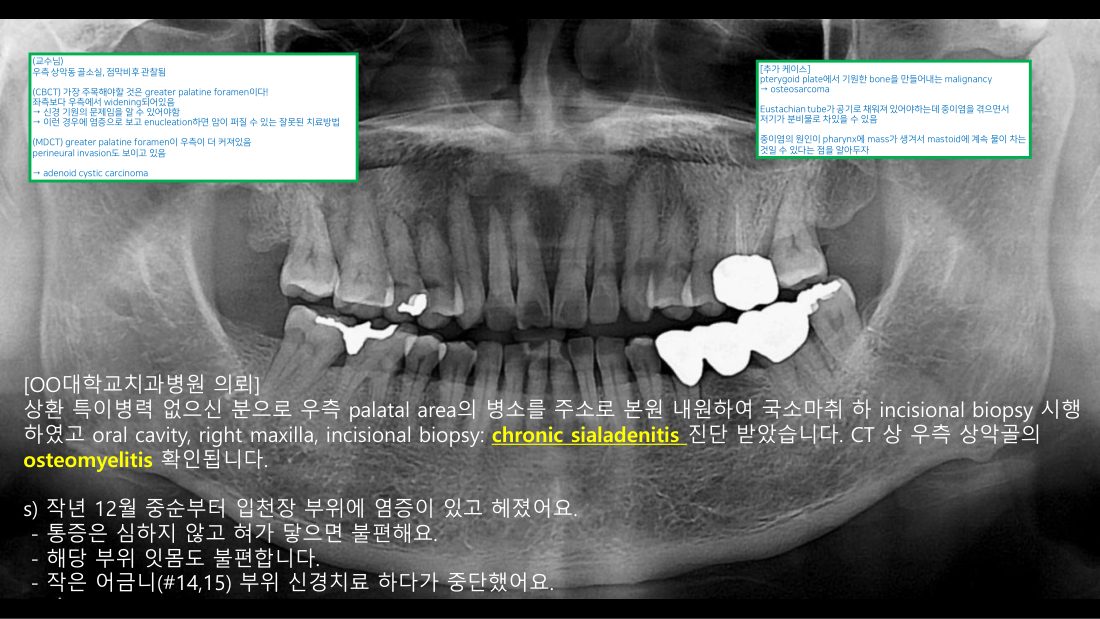 (교수님)
우측 상악동 골소실, 점막비후 관찰됨
(CBCT) 가장 주목해야할 것은 greater palatine foramen이다!
좌측보다 우측에서 widening되어있음
→ 신경 기원의 문제임을 알 수 있어야함
→ 이런 경우에 염증으로 보고 enucleation하면 암이 퍼질 수 있는 잘못된 치료방법
(MDCT) greater palatine foramen이 우측이 더 커져있음
perineural invasion도 보이고 있음
→ adenoid cystic carcinoma
[추가 케이스]
pterygoid plate에서 기원한 bone을 만들어내는 malignancy
→ osteosarcoma
Eustachian tube가 공기로 채워져 있어야하는데 중이염을 겪으면서
저기가 분비물로 차있을 수 있음
중이염의 원인이 pharynx에 mass가 생겨서 mastoid에 계속 물이 차는
것일 수 있다는 점을 알아두자
[OO대학교치과병원 의뢰]
상환 특이병력 없으신 분으로 우측 palatal area의 병소를 주소로 본원 내원하여 국소마취 하 incisional biopsy 시행
하였고 oral cavity, right maxilla, incisional biopsy: chronic sialadenitis 진단 받았습니다. CT 상 우측 상악골의
osteomyelitis 확인됩니다.
s) 작년 12월 중순부터 입천장 부위에 염증이 있고 헤졌어요.
- 통증은 심하지 않고 혀가 닿으면 불편해요.
- 해당 부위 잇몸도 불편합니다.
- 작은 어금니(#14,15) 부위 신경치료 하다가 중단했어요.